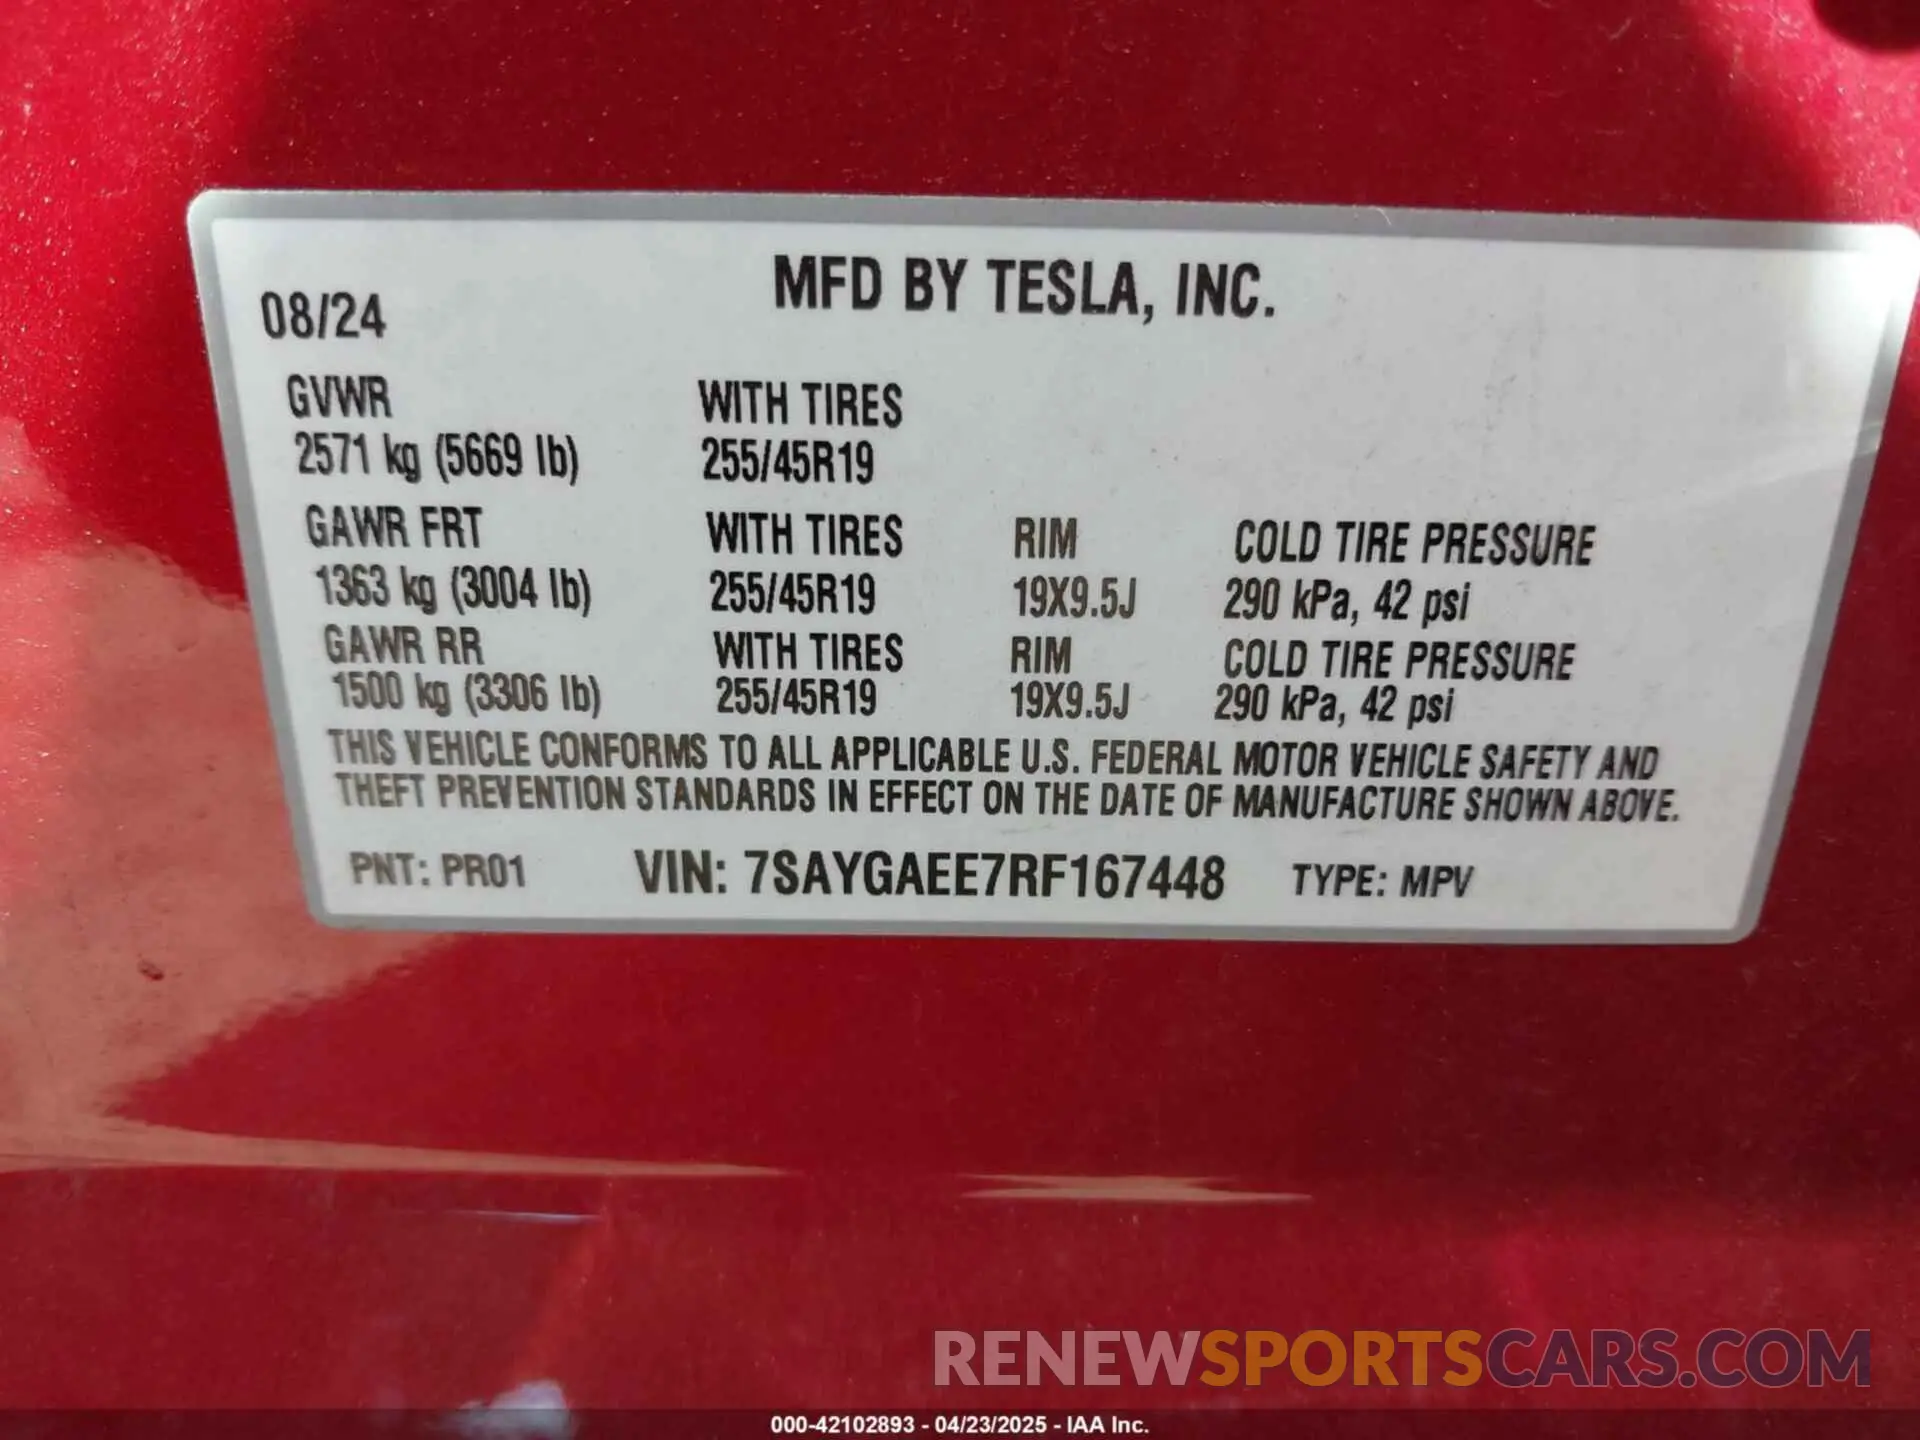 MFD BY TESLA, INC.
08/24
GVWR WITH TIRES
2571 kg (5669 lb) 255/45R19
GAWR FRT WITH TIRES RIM COLD TIRE PRESSURE
1363 kg (3004 lb) 255/45R19 19X9.5J 290 kPa, 42 psi
GAWR RR WITH TIRES RIM COLD TIRE PRESSURE
1500 kg (3306 lb) 255/45R19 19X9.5J 290 kPa, 42 psi
THIS VEHICLE CONFORMS TO ALL APPLICABLE U.S. FEDERAL MOTOR VEHICLE SAFETY AND
THEFT PREVENTION STANDARDS IN EFFECT ON THE DATE OF MANUFACTURE SHOWN ABOVE.
PNT: PR01 VIN: 7SAYGAEE7RF167448 TYPE: MPV
RENEWSPORTSCARS.COM
000-42102893 - 04/23/2025 - IAA Inc.